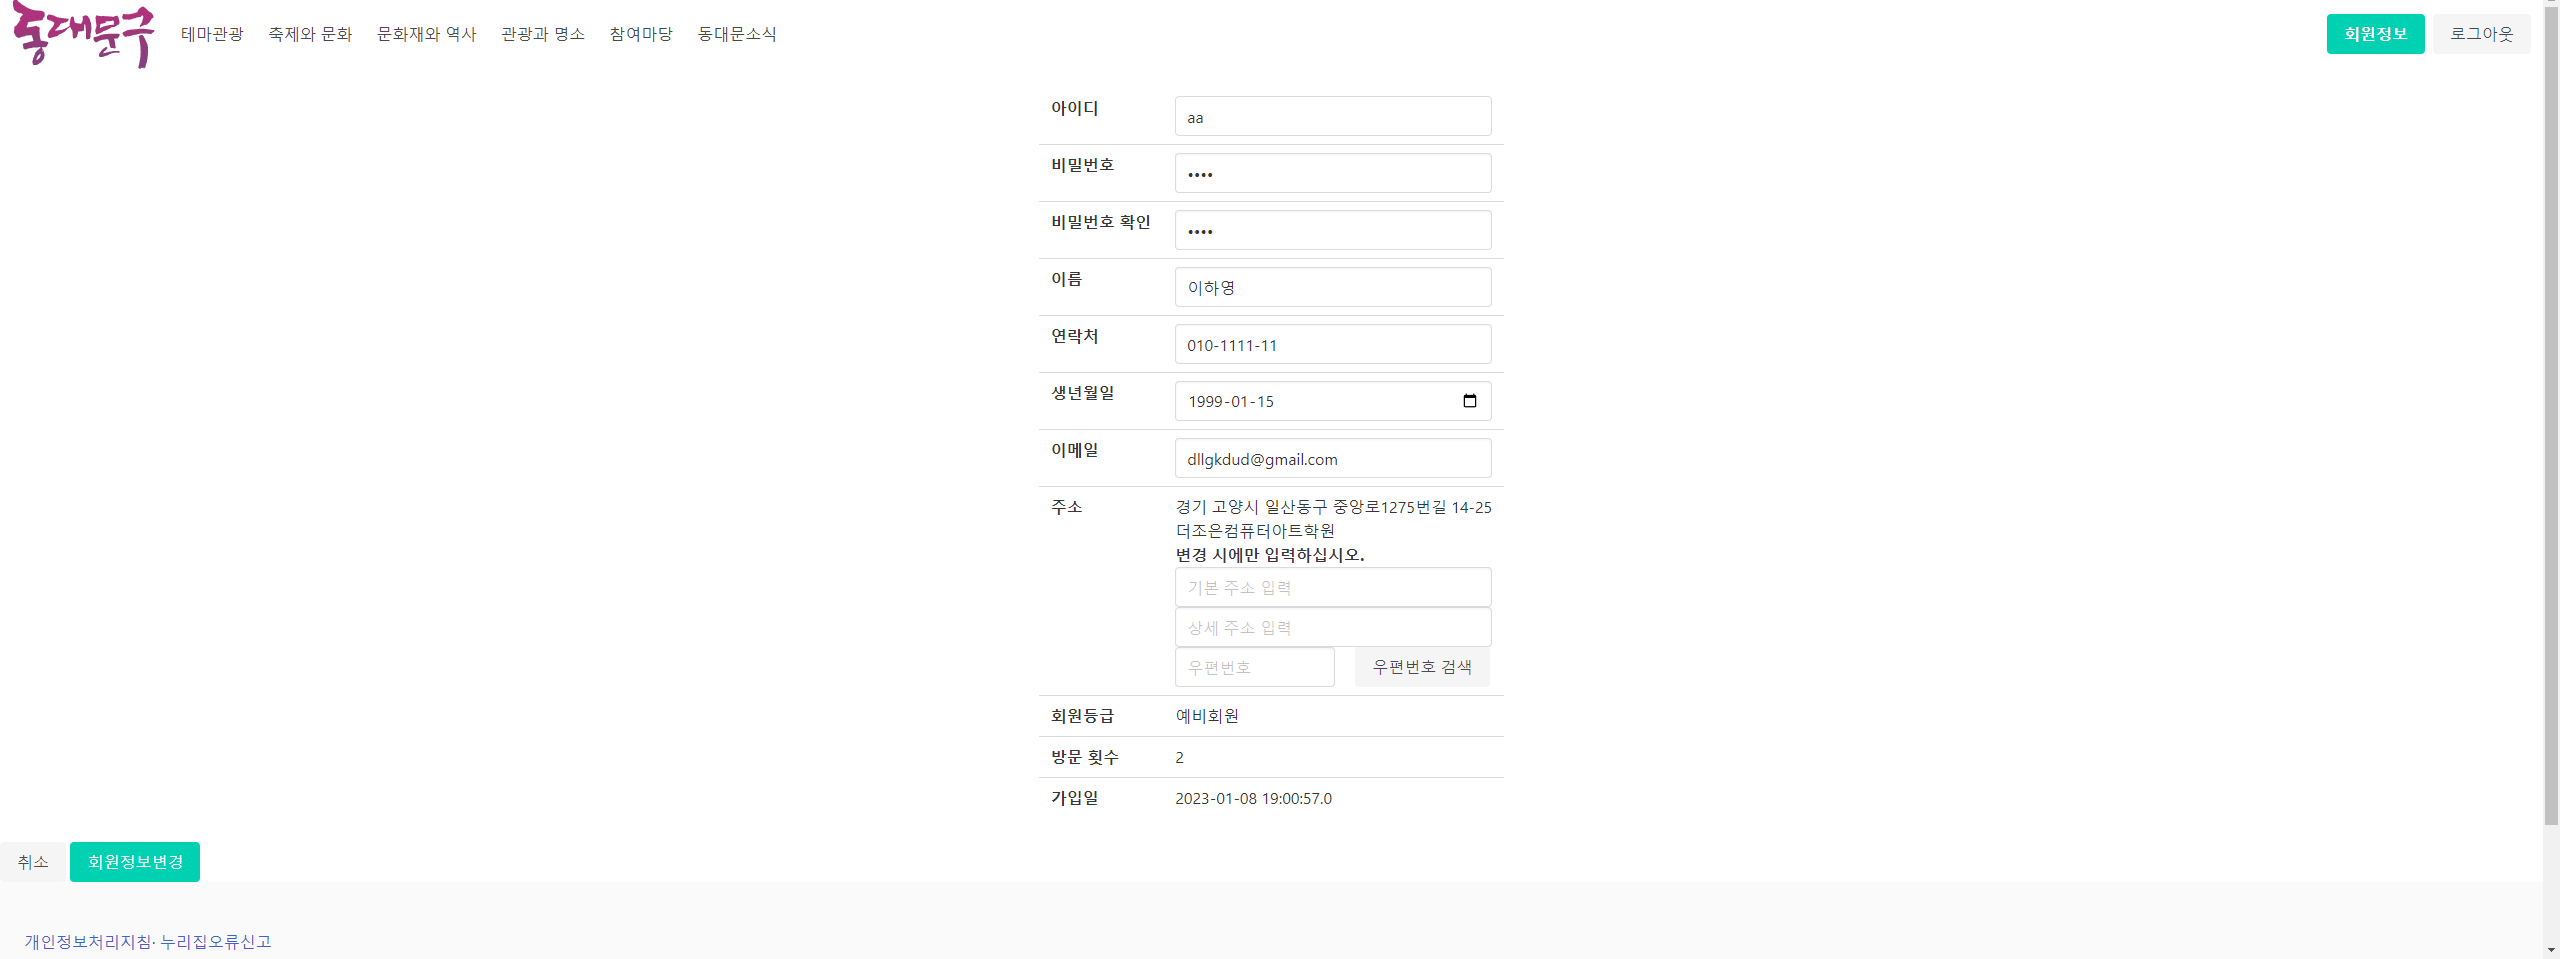 동대문구
테마관광 축제와 문화 문화재와 역사 관광과 명소 참여마당 동대문소식 회원정보 로그아웃
아이디 aa
비밀번호 ••••
비밀번호 확인 ••••
이름 이하영
연락처 010-1111-11
생년월일 1999-01-15
이메일 dllgkdud@gmail.com
주소 경기 고양시 일산동구 중앙로1275번길 14-25
더조은컴퓨터아트학원
변경 시에만 입력하십시오.
기본 주소 입력
상세 주소 입력
우편번호 우편번호 검색
회원등급 예비회원
방문 횟수 2
가입일 2023-01-08 19:00:57.0
취소 회원정보변경
개인정보처리지침· 누리집오류신고